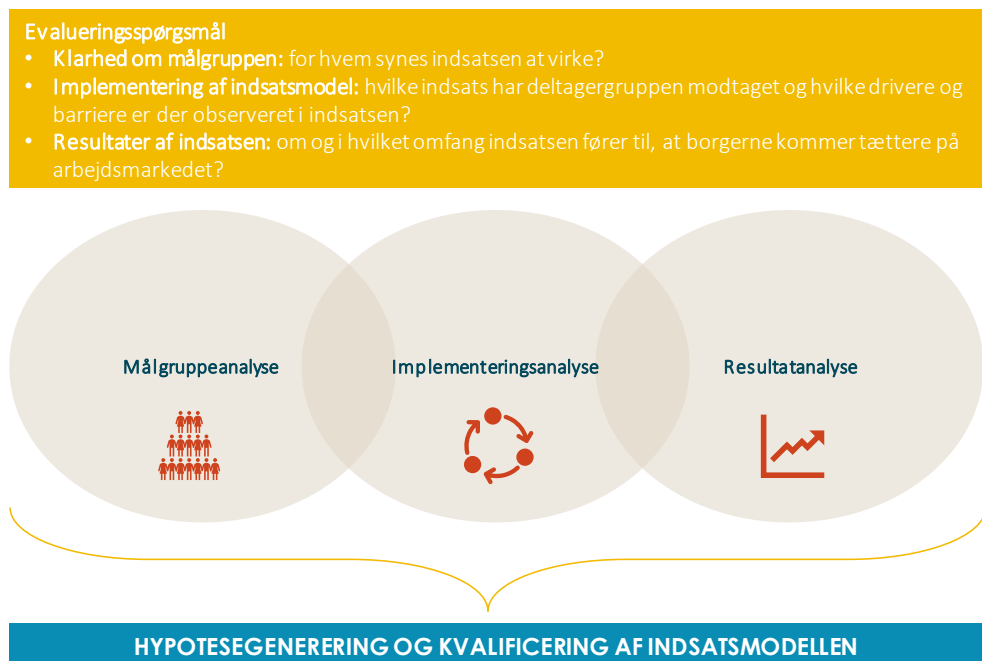 Evalueringsspørgsmål
• Klarhed om målgruppen: for hvem synes indsatsen at virke?
• Implementering af indsatsmodel: hvilke indsats har deltagergruppen modtaget og hvilke drivere og
barriere er der observeret i indsatsen?
• Resultater af indsatsen: om og i hvilket omfang indsatsen fører til, at borgerne kommer tættere på
arbejdsmarkedet?
Målgruppeanalyse
Implementeringsanalyse
Resultatanalyse
HYPOTESEGENERERING OG KVALIFICERING AF INDSATSMODELLEN